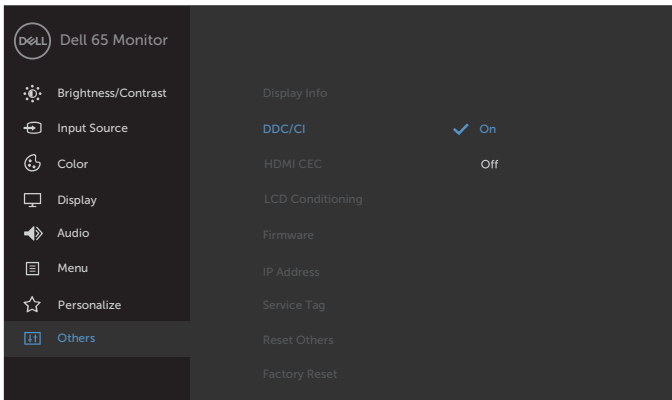 DELL
Dell 65 Monitor
Brightness/Contrast
Input Source
Color
Display
Audio
Menu
Personalize
Others
Display Info
DDC/CI
On
HDMI CEC
Off
LCD Conditioning
Firmware
IP Address
Service Tag
Reset Others
Factory Reset